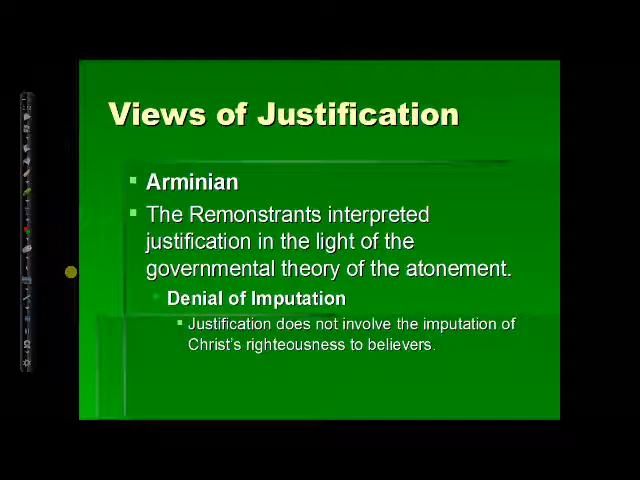 Views of Justification
Arminian
The Remonstrants interpreted
justification in the light of the
governmental theory of the atonement.
Denial of Imputation
Justification does not involve the imputation of
Christ's righteousness to believers.